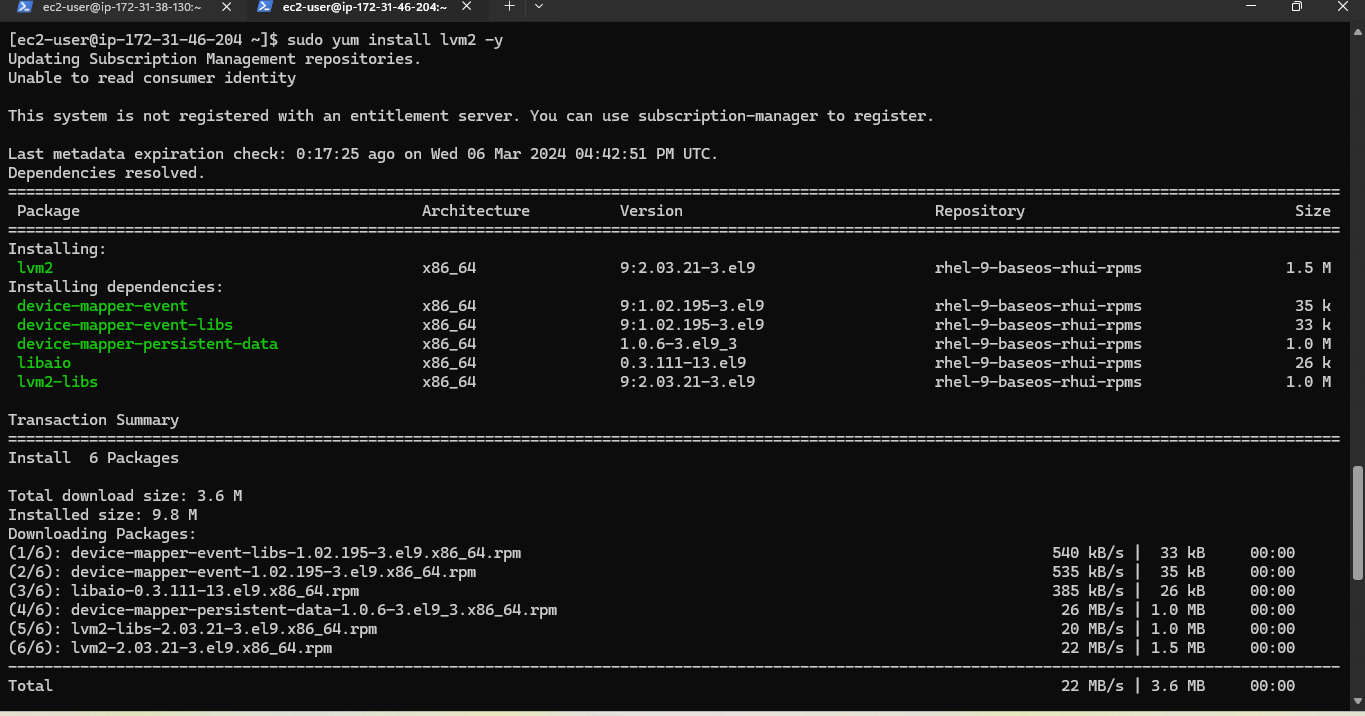 ec2-user@ip-172-31-38-130:~ ec2-user@ip-172-31-46-204:~
[ec2-user@ip-172-31-46-204 ~]$ sudo yum install lvm2 -y
Updating Subscription Management repositories.
Unable to read consumer identity
This system is not registered with an entitlement server. You can use subscription-manager to register.
Last metadata expiration check: 0:17:25 ago on Wed 06 Mar 2024 04:42:51 PM UTC.
Dependencies resolved.
Package Architecture Version Repository Size
Installing:
lvm2 x86_64 9:2.03.21-3.el9 rhel-9-baseos-rhui-rpms 1.5 M
Installing dependencies:
device-mapper-event x86_64 9:1.02.195-3.el9 rhel-9-baseos-rhui-rpms 35 k
device-mapper-event-libs x86_64 9:1.02.195-3.el9 rhel-9-baseos-rhui-rpms 33 k
device-mapper-persistent-data x86_64 1.0.6-3.el9_3 rhel-9-baseos-rhui-rpms 1.0 M
libaio x86_64 0.3.111-13.el9 rhel-9-baseos-rhui-rpms 26 k
lvm2-libs x86_64 9:2.03.21-3.el9 rhel-9-baseos-rhui-rpms 1.0 M
Transaction Summary
Install 6 Packages
Total download size: 3.6 M
Installed size: 9.8 M
Downloading Packages:
(1/6): device-mapper-event-libs-1.02.195-3.el9.x86_64.rpm 540 kB/s | 33 kB 00:00
(2/6): device-mapper-event-1.02.195-3.el9.x86_64.rpm 535 kB/s | 35 kB 00:00
(3/6): libaio-0.3.111-13.el9.x86_64.rpm 385 kB/s | 26 kB 00:00
(4/6): device-mapper-persistent-data-1.0.6-3.el9_3.x86_64.rpm 26 MB/s | 1.0 MB 00:00
(5/6): lvm2-libs-2.03.21-3.el9.x86_64.rpm 20 MB/s | 1.0 MB 00:00
(6/6): lvm2-2.03.21-3.el9.x86_64.rpm 22 MB/s | 1.5 MB 00:00
Total 22 MB/s | 3.6 MB 00:00